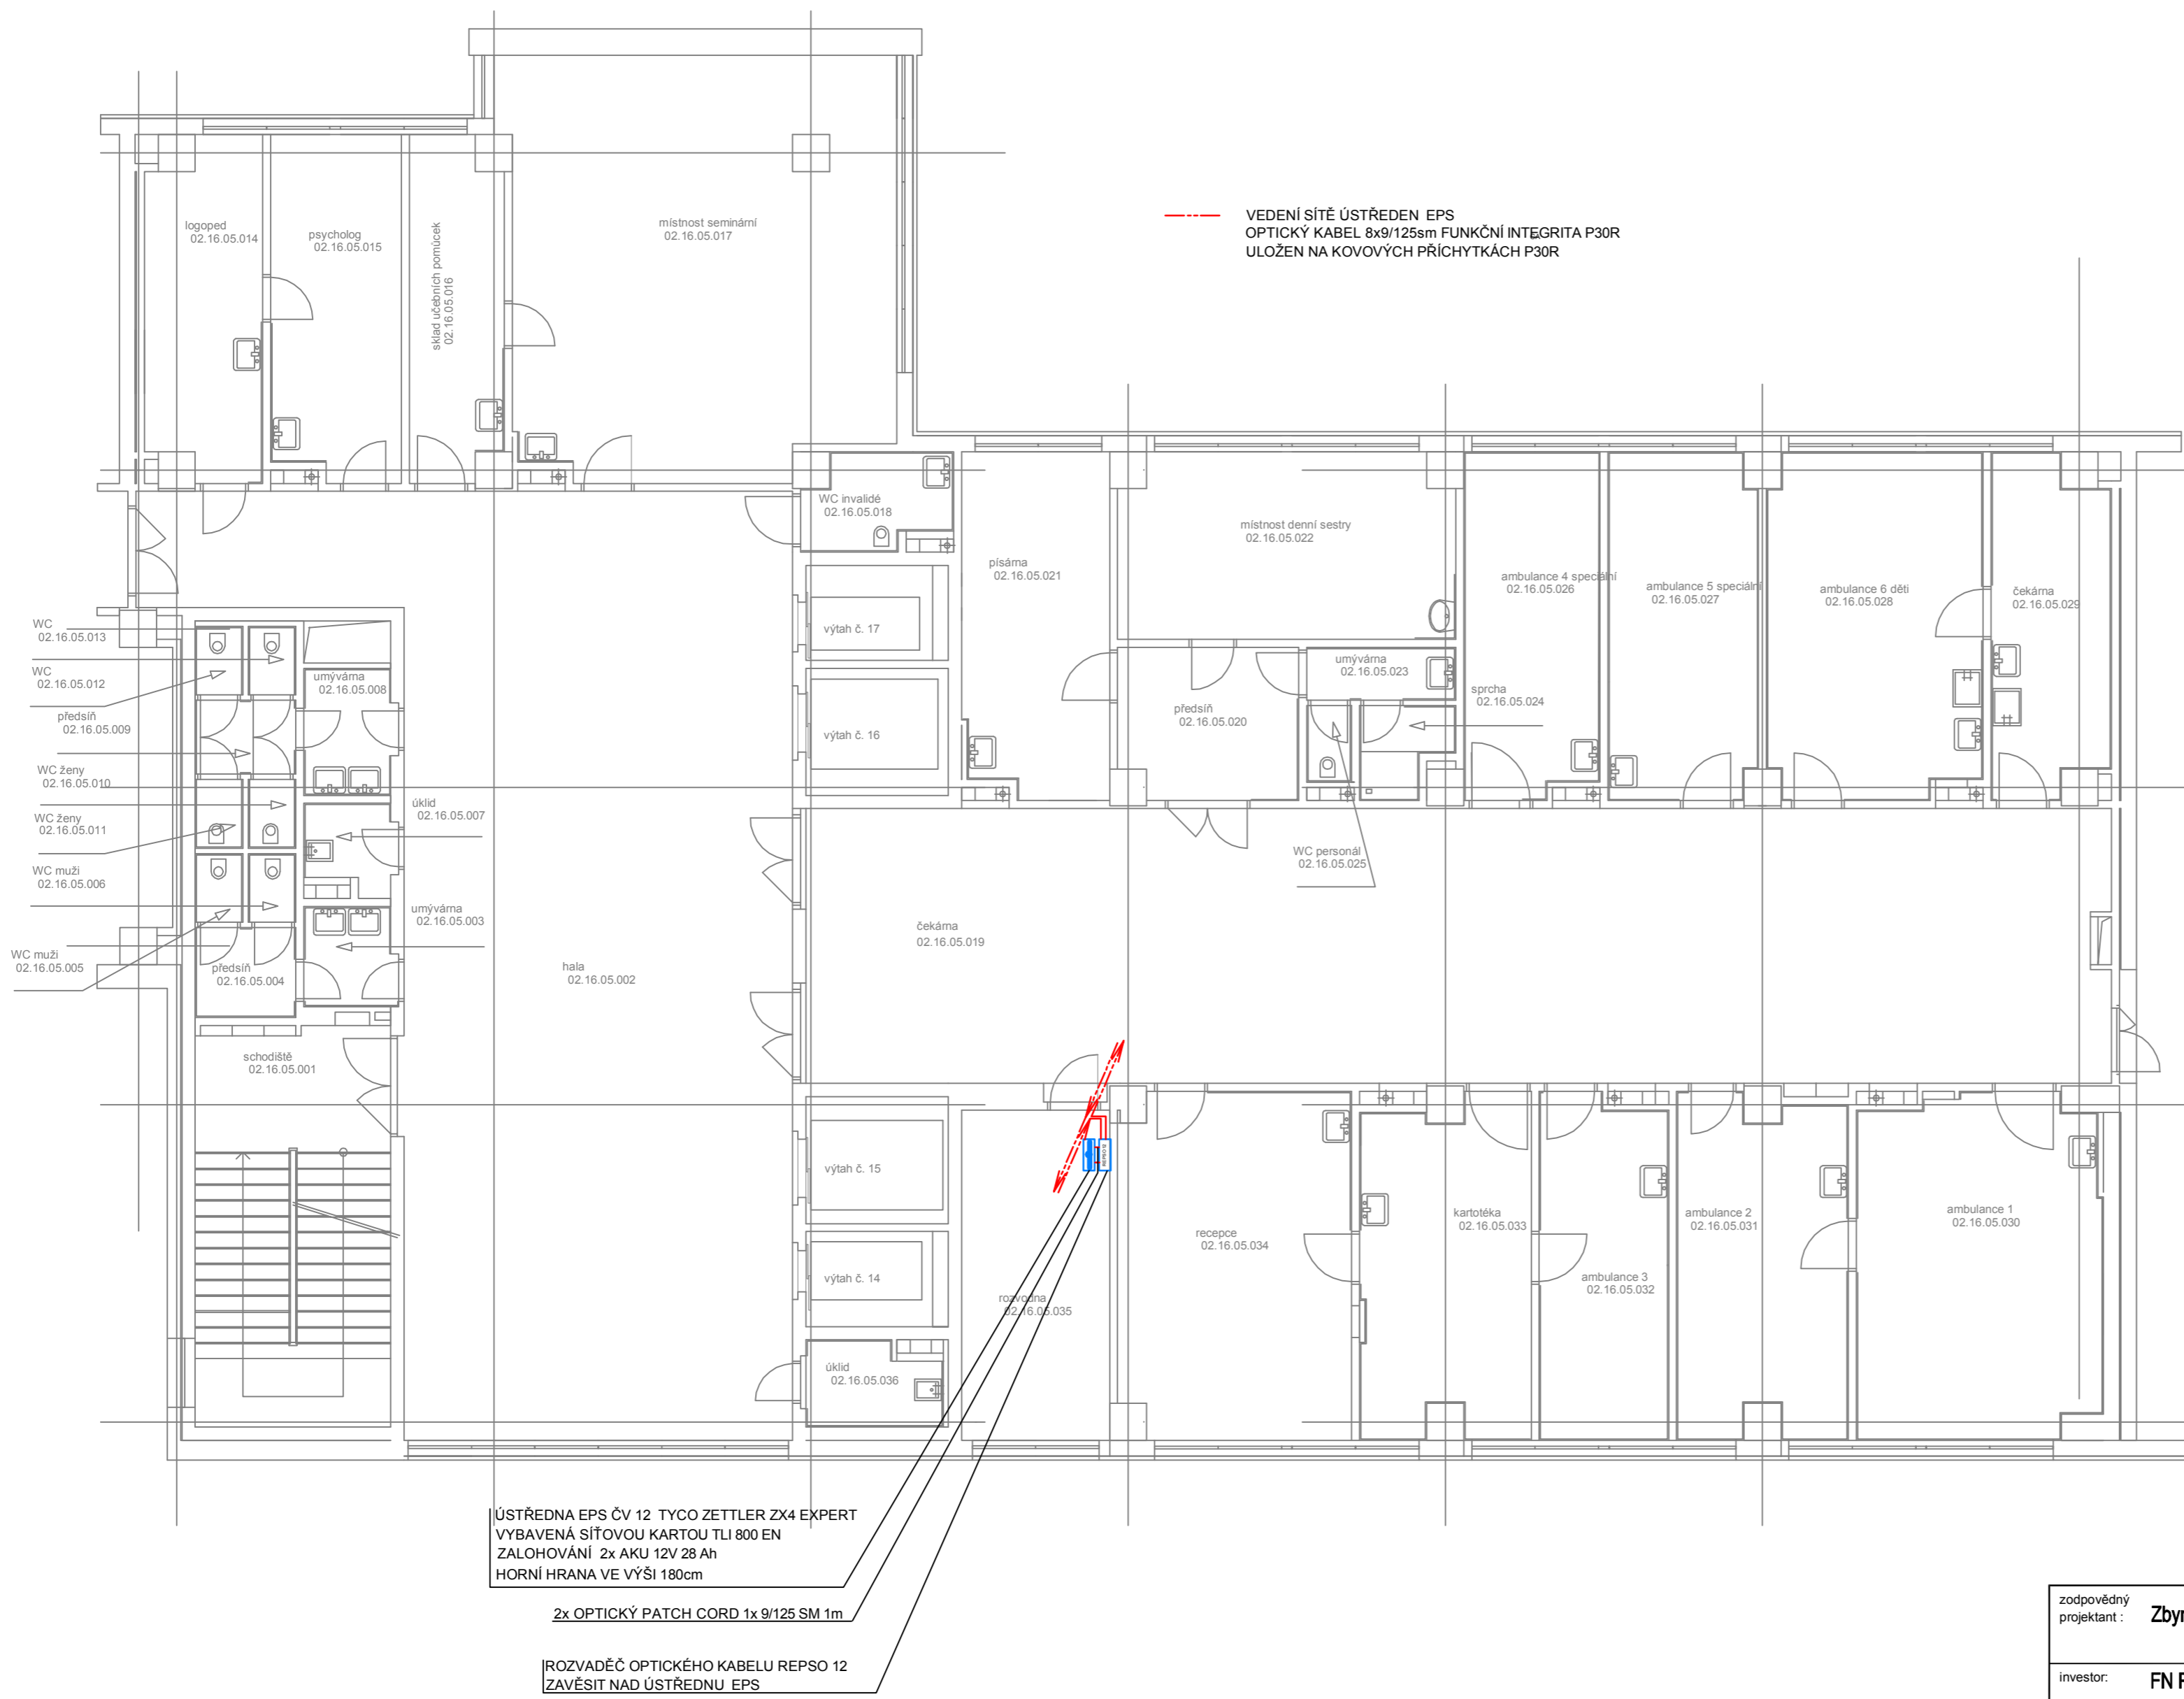 VEDENÍ SÍTĚ ÚSTŘEDEN EPS
OPTICKÝ KABEL 8x9/125sm FUNKČNÍ INTEGRITA P30R
ULOŽEN NA KOVOVÝCH PŘÍCHYTKÁCH P30R
logoped
02.16.05.014
psycholog
02.16.05.015
sklad učebních pomůcek
02.16.05.016
místnost seminární
02.16.05.017
WC invalidé
02.16.05.018
písárna
02.16.05.021
místnost denní sestry
02.16.05.022
ambulance 4 speciální
02.16.05.026
ambulance 5 speciální
02.16.05.027
ambulance 6 děti
02.16.05.028
čekárna
02.16.05.029
WC
02.16.05.013
WC
02.16.05.012
předsíň
02.16.05.009
WC ženy
02.16.05.010
WC ženy
02.16.05.011
WC muži
02.16.05.006
WC muži
02.16.05.005
umývárna
02.16.05.008
úklid
02.16.05.007
umývárna
02.16.05.003
předsíň
02.16.05.004
schodiště
02.16.05.001
hala
02.16.05.002
výtah č. 17
výtah č. 16
předsíň
02.16.05.020
umývárna
02.16.05.023
sprcha
02.16.05.024
WC personál
02.16.05.025
čekárna
02.16.05.019
výtah č. 15
výtah č. 14
úklid
02.16.05.036
rozvodna
02.16.05.035
REPSO 12
recepce
02.16.05.034
kartotéka
02.16.05.033
ambulance 3
02.16.05.032
ambulance 2
02.16.05.031
ambulance 1
02.16.05.030
ÚSTŘEDNA EPS ČV 12 TYCO ZETTLER ZX4 EXPERT
VYBAVENÁ SÍŤOVOU KARTOU TLI 800 EN
ZALOHOVÁNÍ 2x AKU 12V 28 Ah
HORNÍ HRANA VE VÝŠI 180cm
2x OPTICKÝ PATCH CORD 1x 9/125 SM 1m
ROZVADĚČ OPTICKÉHO KABELU REPSO 12
ZAVĚSIT NAD ÚSTŘEDNU EPS
zodpovědný
projektant :
investor: FN